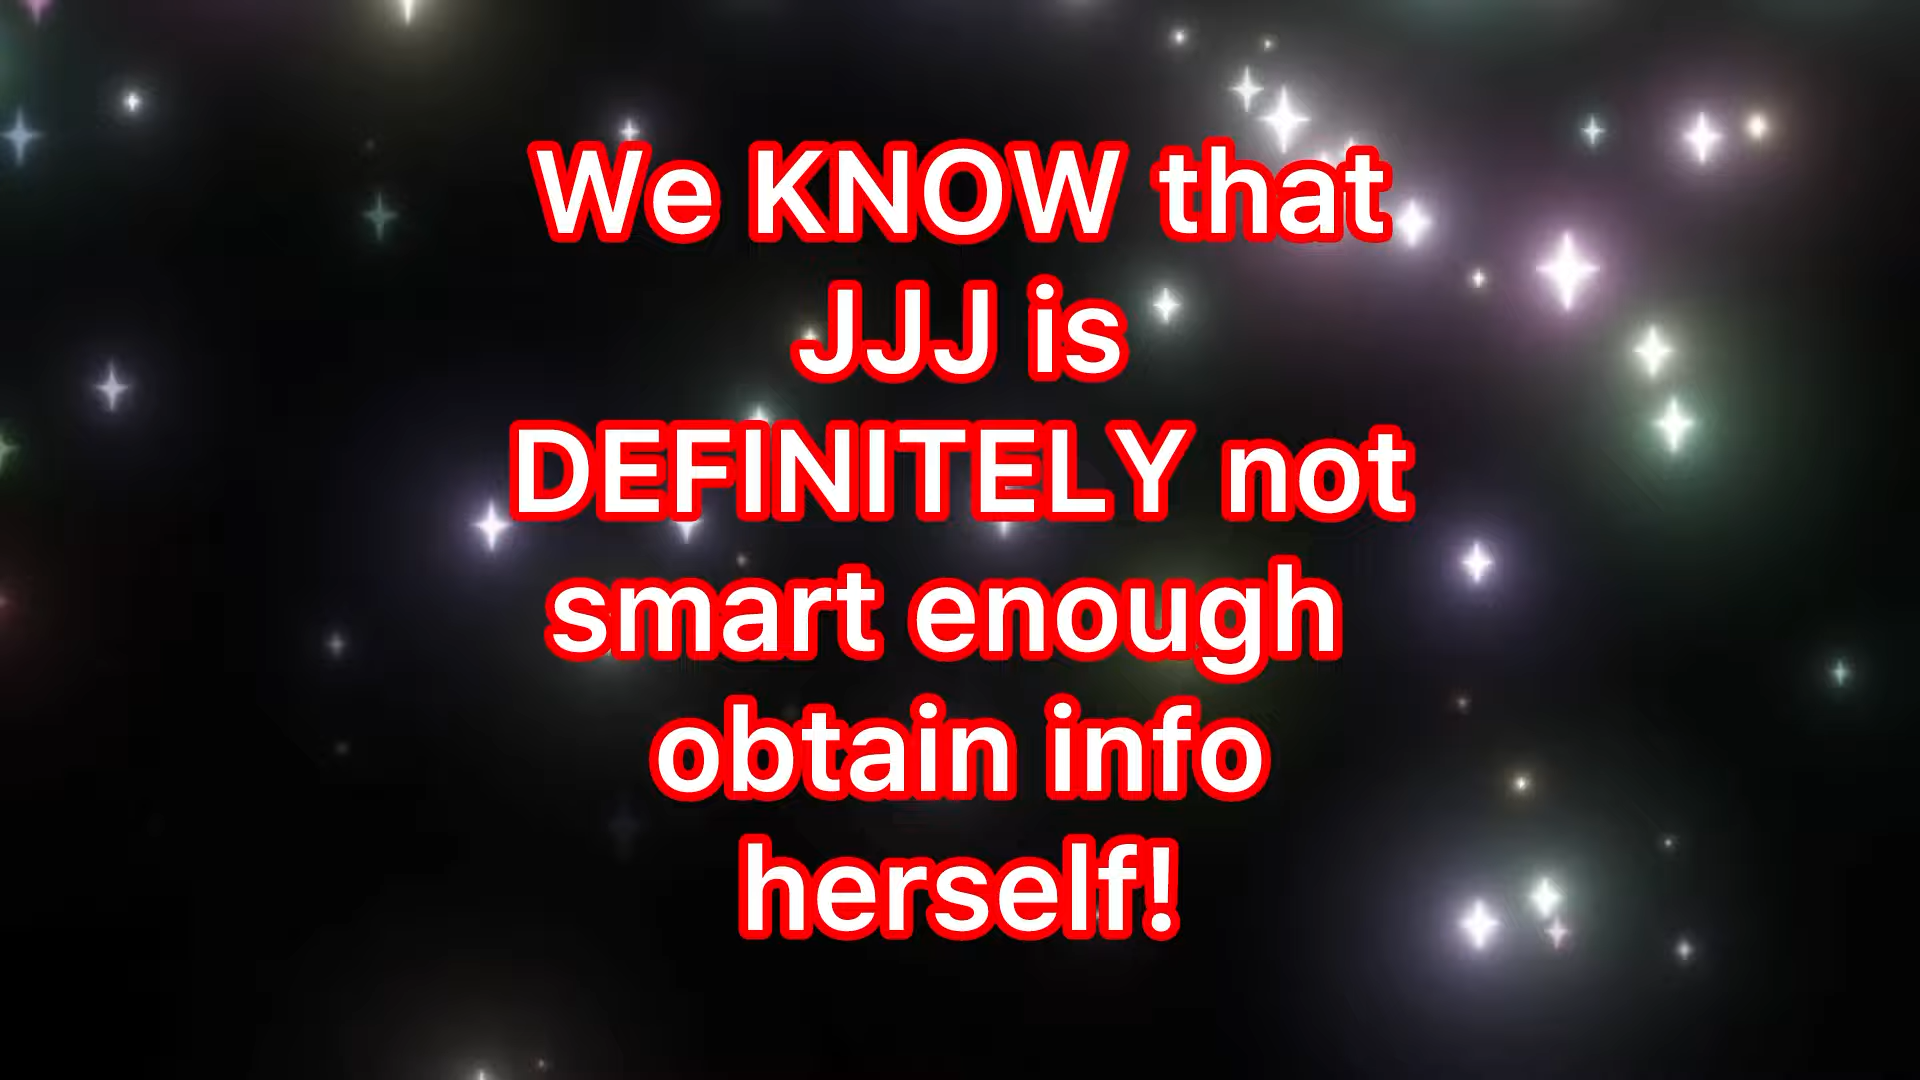 We KNOW that
JJJ is
DEFINITELY not
smart enough
obtain info
herself!